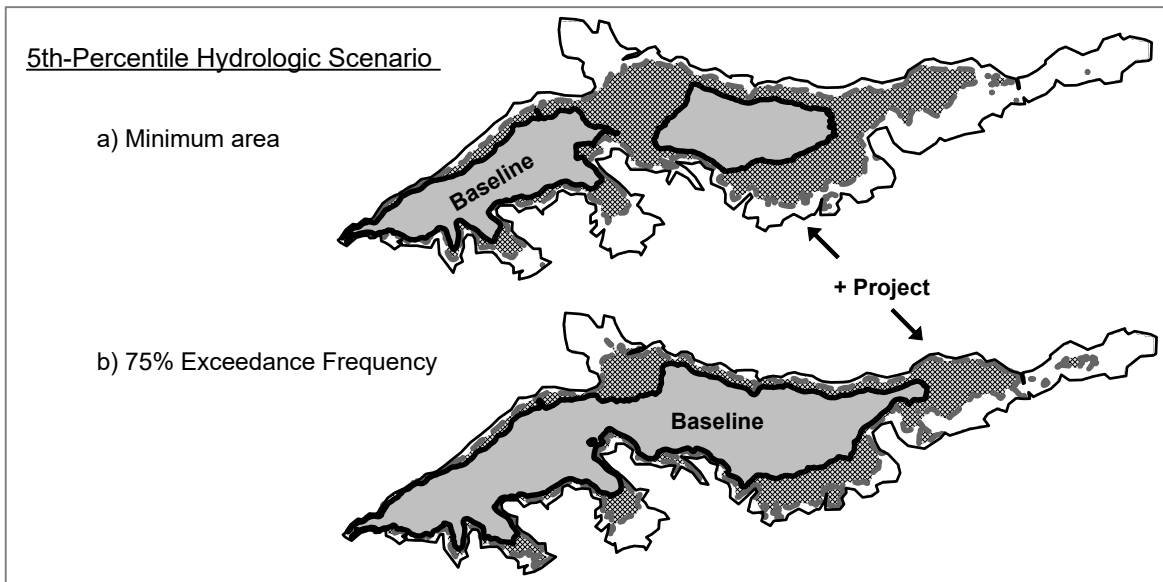 5th-Percentile Hydrologic Scenario
a) Minimum area
Baseline
+ Project
b) 75% Exceedance Frequency
Baseline